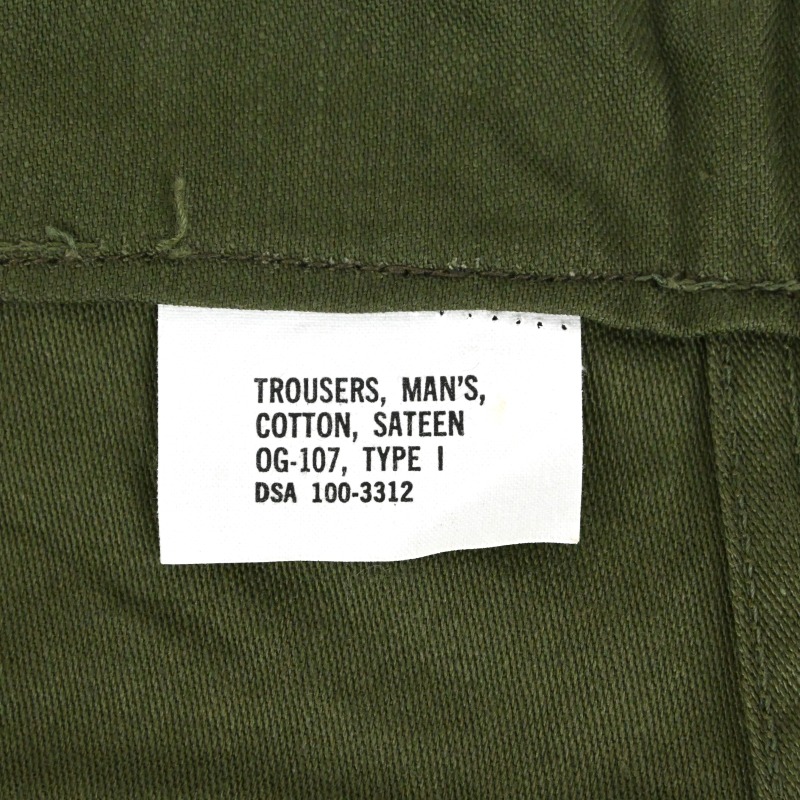 TROUSERS, MAN'S,
COTTON, SATEEN
OG-107, TYPE I
DSA 100-3312